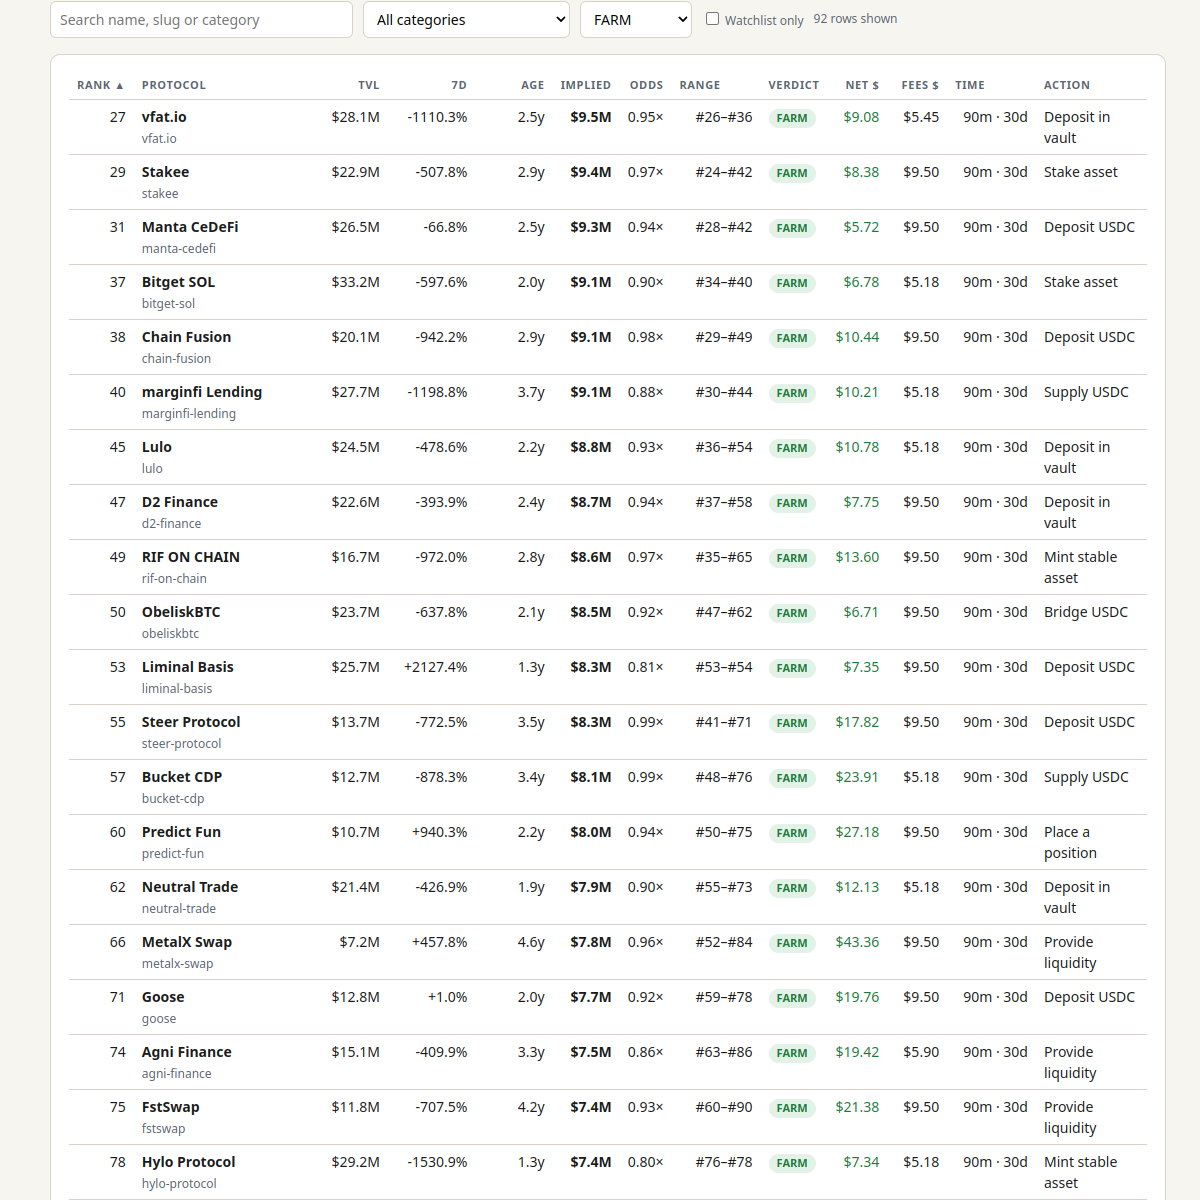 Search name, slug or category All categories FARM Watchlist only 92 rows shown
RANK ▲ PROTOCOL TVL 7D AGE IMPLIED ODDS RANGE VERDICT NET $ FEES $ TIME ACTION
27 vfat.io $28.1M -1110.3% 2.5y $9.5M 0.95× #26–#36 FARM $9.08 $5.45 90m · 30d Deposit in
vfat.io vault
29 Stakee $22.9M -507.8% 2.9y $9.4M 0.97× #24–#42 FARM $8.38 $9.50 90m · 30d Stake asset
stakee
31 Manta CeDeFi $26.5M -66.8% 2.5y $9.3M 0.94× #28–#42 FARM $5.72 $9.50 90m · 30d Deposit USDC
manta-cedefi
37 Bitget SOL $33.2M -597.6% 2.0y $9.1M 0.90× #34–#40 FARM $6.78 $5.18 90m · 30d Stake asset
bitget-sol
38 Chain Fusion $20.1M -942.2% 2.9y $9.1M 0.98× #29–#49 FARM $10.44 $9.50 90m · 30d Deposit USDC
chain-fusion
40 marginfi Lending $27.7M -1198.8% 3.7y $9.1M 0.88× #30–#44 FARM $10.21 $5.18 90m · 30d Supply USDC
marginfi-lending
45 Lulo $24.5M -478.6% 2.2y $8.8M 0.93× #36–#54 FARM $10.78 $5.18 90m · 30d Deposit in
lulo vault
47 D2 Finance $22.6M -393.9% 2.4y $8.7M 0.94× #37–#58 FARM $7.75 $9.50 90m · 30d Deposit in
d2-finance vault
49 RIF ON CHAIN $16.7M -972.0% 2.8y $8.6M 0.97× #35–#65 FARM $13.60 $9.50 90m · 30d Mint stable
rif-on-chain asset
50 ObeliskBTC $23.7M -637.8% 2.1y $8.5M 0.92× #47–#62 FARM $6.71 $9.50 90m · 30d Bridge USDC
obeliskbtc
53 Liminal Basis $25.7M +2127.4% 1.3y $8.3M 0.81× #53–#54 FARM $7.35 $9.50 90m · 30d Deposit USDC
liminal-basis
55 Steer Protocol $13.7M -772.5% 3.5y $8.3M 0.99× #41–#71 FARM $17.82 $9.50 90m · 30d Deposit USDC
steer-protocol
57 Bucket CDP $12.7M -878.3% 3.4y $8.1M 0.99× #48–#76 FARM $23.91 $5.18 90m · 30d Supply USDC
bucket-cdp
60 Predict Fun $10.7M +940.3% 2.2y $8.0M 0.94× #50–#75 FARM $27.18 $9.50 90m · 30d Place a
predict-fun position
62 Neutral Trade $21.4M -426.9% 1.9y $7.9M 0.90× #55–#73 FARM $12.13 $5.18 90m · 30d Deposit in
neutral-trade vault
66 MetalX Swap $7.2M +457.8% 4.6y $7.8M 0.96× #52–#84 FARM $43.36 $9.50 90m · 30d Provide
metalx-swap liquidity
71 Goose $12.8M +1.0% 2.0y $7.7M 0.92× #59–#78 FARM $19.76 $9.50 90m · 30d Deposit USDC
goose
74 Agni Finance $15.1M -409.9% 3.3y $7.5M 0.86× #63–#86 FARM $19.42 $5.90 90m · 30d Provide
agni-finance liquidity
75 FstSwap $11.8M -707.5% 4.2y $7.4M 0.93× #60–#90 FARM $21.38 $9.50 90m · 30d Provide
fstswap liquidity
78 Hylo Protocol $29.2M -1530.9% 1.3y $7.4M 0.80× #76–#78 FARM $7.34 $5.18 90m · 30d Mint stable
hylo-protocol asset